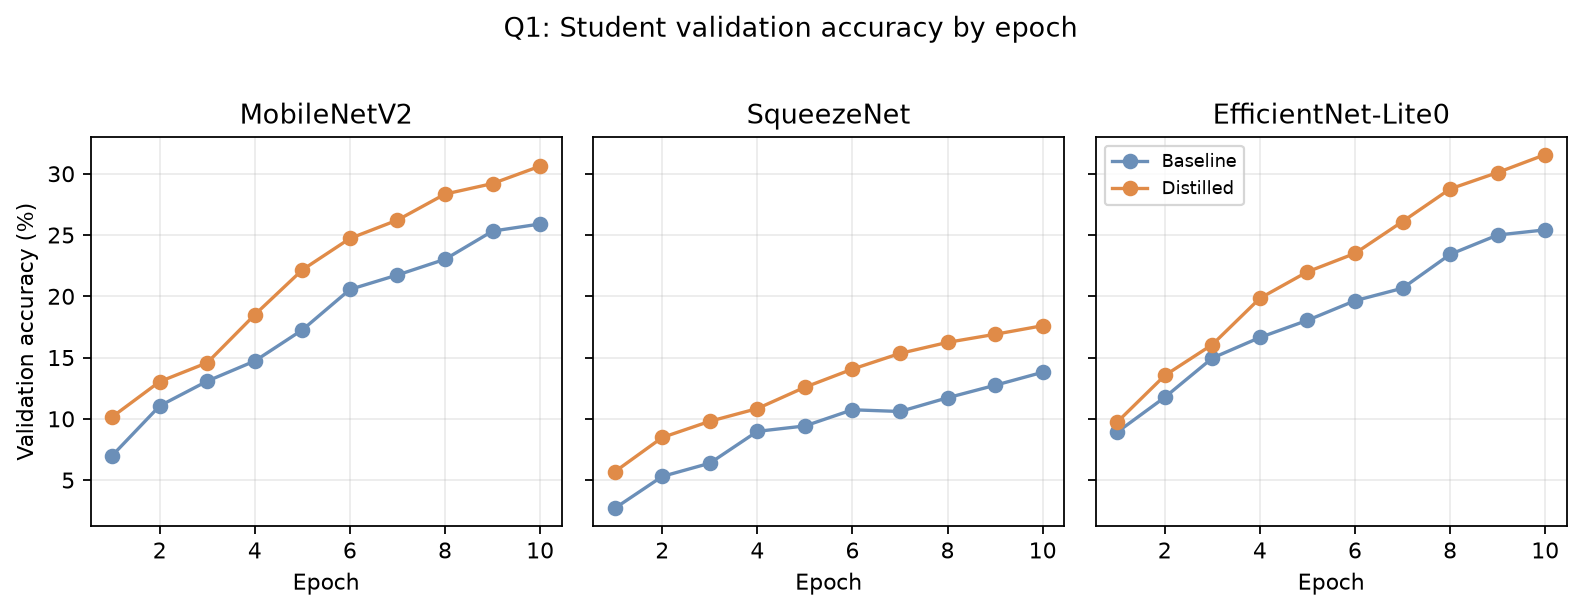 Q1: Student validation accuracy by epoch
MobileNetV2
SqueezeNet
EfficientNet-Lite0
Validation accuracy (%)
30
25
20
15
10
5
Baseline
Distilled
2 4 6 8 10
2 4 6 8 10
2 4 6 8 10
Epoch
Epoch
Epoch